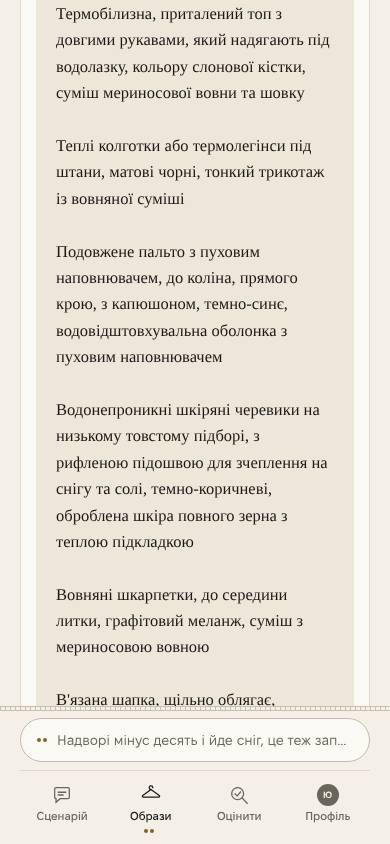 Термобілизна, приталений топ з
довгими рукавами, який надягають під
водолазку, кольору слонової кістки,
суміш мериносової вовни та шовку
Теплі колготки або термолегінси під
штани, матові чорні, тонкий трикотаж
із вовняної суміші
Подовжене пальто з пуховим
наповнювачем, до коліна, прямого
крою, з капюшоном, темно-синє,
водовідштовхувальна оболонка з
пуховим наповнювачем
Водонепроникні шкіряні черевики на
низькому товстому підборі, з
рифленою підошвою для зчеплення на
снігу та солі, темно-коричневі,
оброблена шкіра повного зерна з
теплою підкладкою
Вовняні шкарпетки, до середини
литки, графітовий меланж, суміш з
мериносовою вовною
В'язана шапка, щільно облягає,
Надворі мінус десять і йде сніг, це теж зап...
Сценарій
Образи
Оцінити
Ю
Профіль